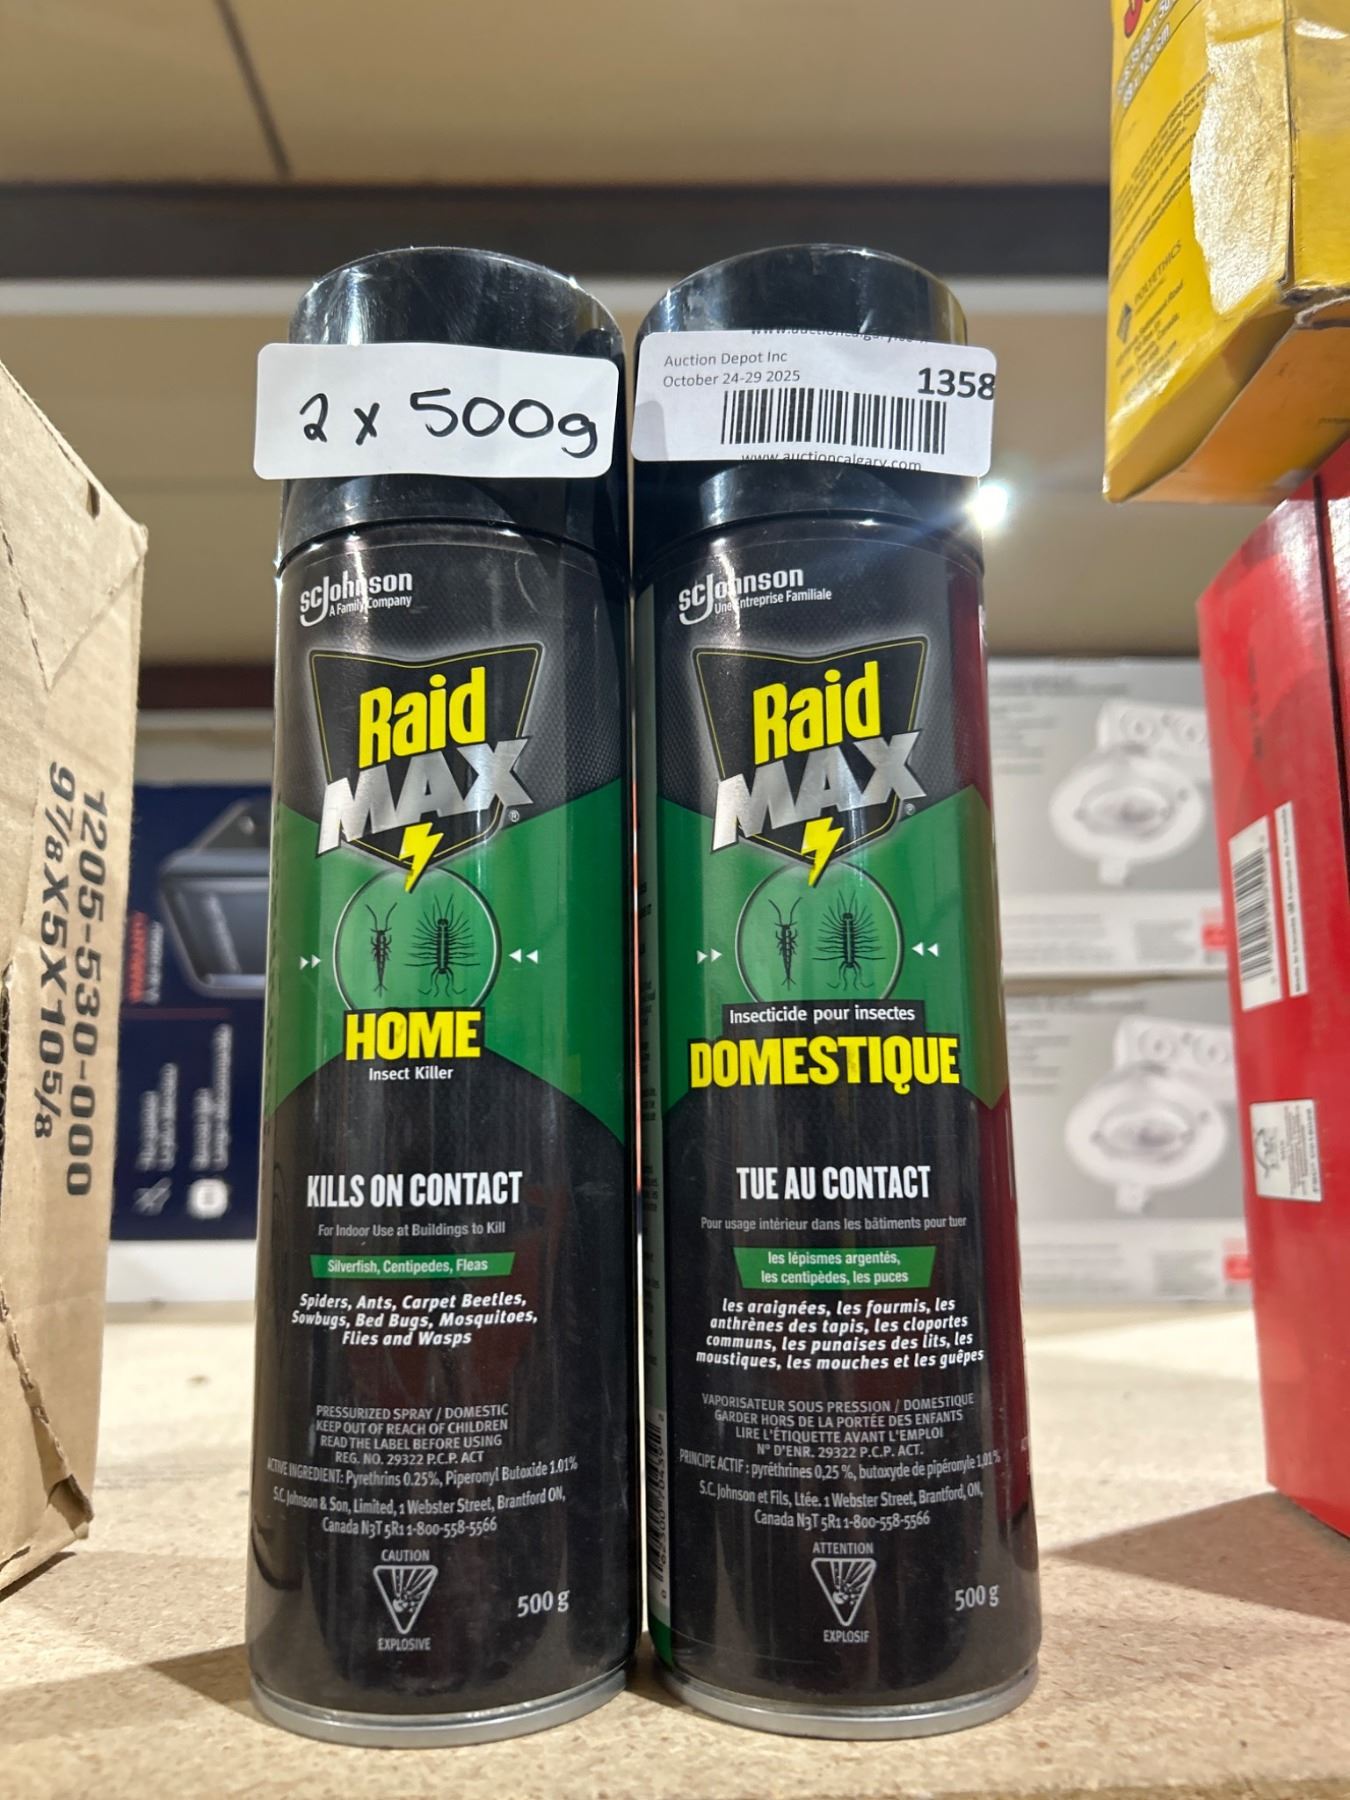 2 x 500g
www.auctioncalgary.com
Auction Depot Inc
October 24-29 2025
1358
www.auctioncalgary.com
scJohnson
A Family Company
Raid
MAX®
HOME
Insect Killer
KILLS ON CONTACT
For Indoor Use at Buildings to Kill
Silverfish, Centipedes, Fleas
Spiders, Ants, Carpet Beetles,
Sowbugs, Bed Bugs, Mosquitoes,
Flies and Wasps
PRESSURIZED SPRAY / DOMESTIC
KEEP OUT OF REACH OF CHILDREN
READ THE LABEL BEFORE USING
REG. NO. 29322 P.C.P. ACT
ACTIVE INGREDIENT: Pyrethrins 0.25%, Piperonyl Butoxide 1.01%
S.C. Johnson & Son, Limited, 1 Webster Street, Brantford ON,
Canada N3T 5R1 1-800-558-5566
CAUTION
EXPLOSIVE
500 g
scJohnson
Une Entreprise Familiale
Raid
MAX®
Insecticide pour insectes
DOMESTIQUE
TUE AU CONTACT
Pour usage intérieur dans les bâtiments pour tuer
les lépismes argentés,
les centipèdes, les puces
les araignées, les fourmis, les
anthrènes des tapis, les cloportes
communs, les punaises des lits, les
moustiques, les mouches et les guêpes
VAPORISATEUR SOUS PRESSION / DOMESTIQUE
GARDER HORS DE LA PORTÉE DES ENFANTS
LIRE L'ÉTIQUETTE AVANT L'EMPLOI
N° D'ENR. 29322 P.C.P. ACT.
PRINCIPE ACTIF : pyréthrines 0,25 %, butoxyde de pipéronyle 1,01%
S.C. Johnson et Fils, Ltée. 1 Webster Street, Brantford, ON,
Canada N3T 5R1 1-800-558-5566
ATTENTION
EXPLOSIF
500 g
1205-530-000
9 7/8 X 5 X 10 5/8
POLYETHICS